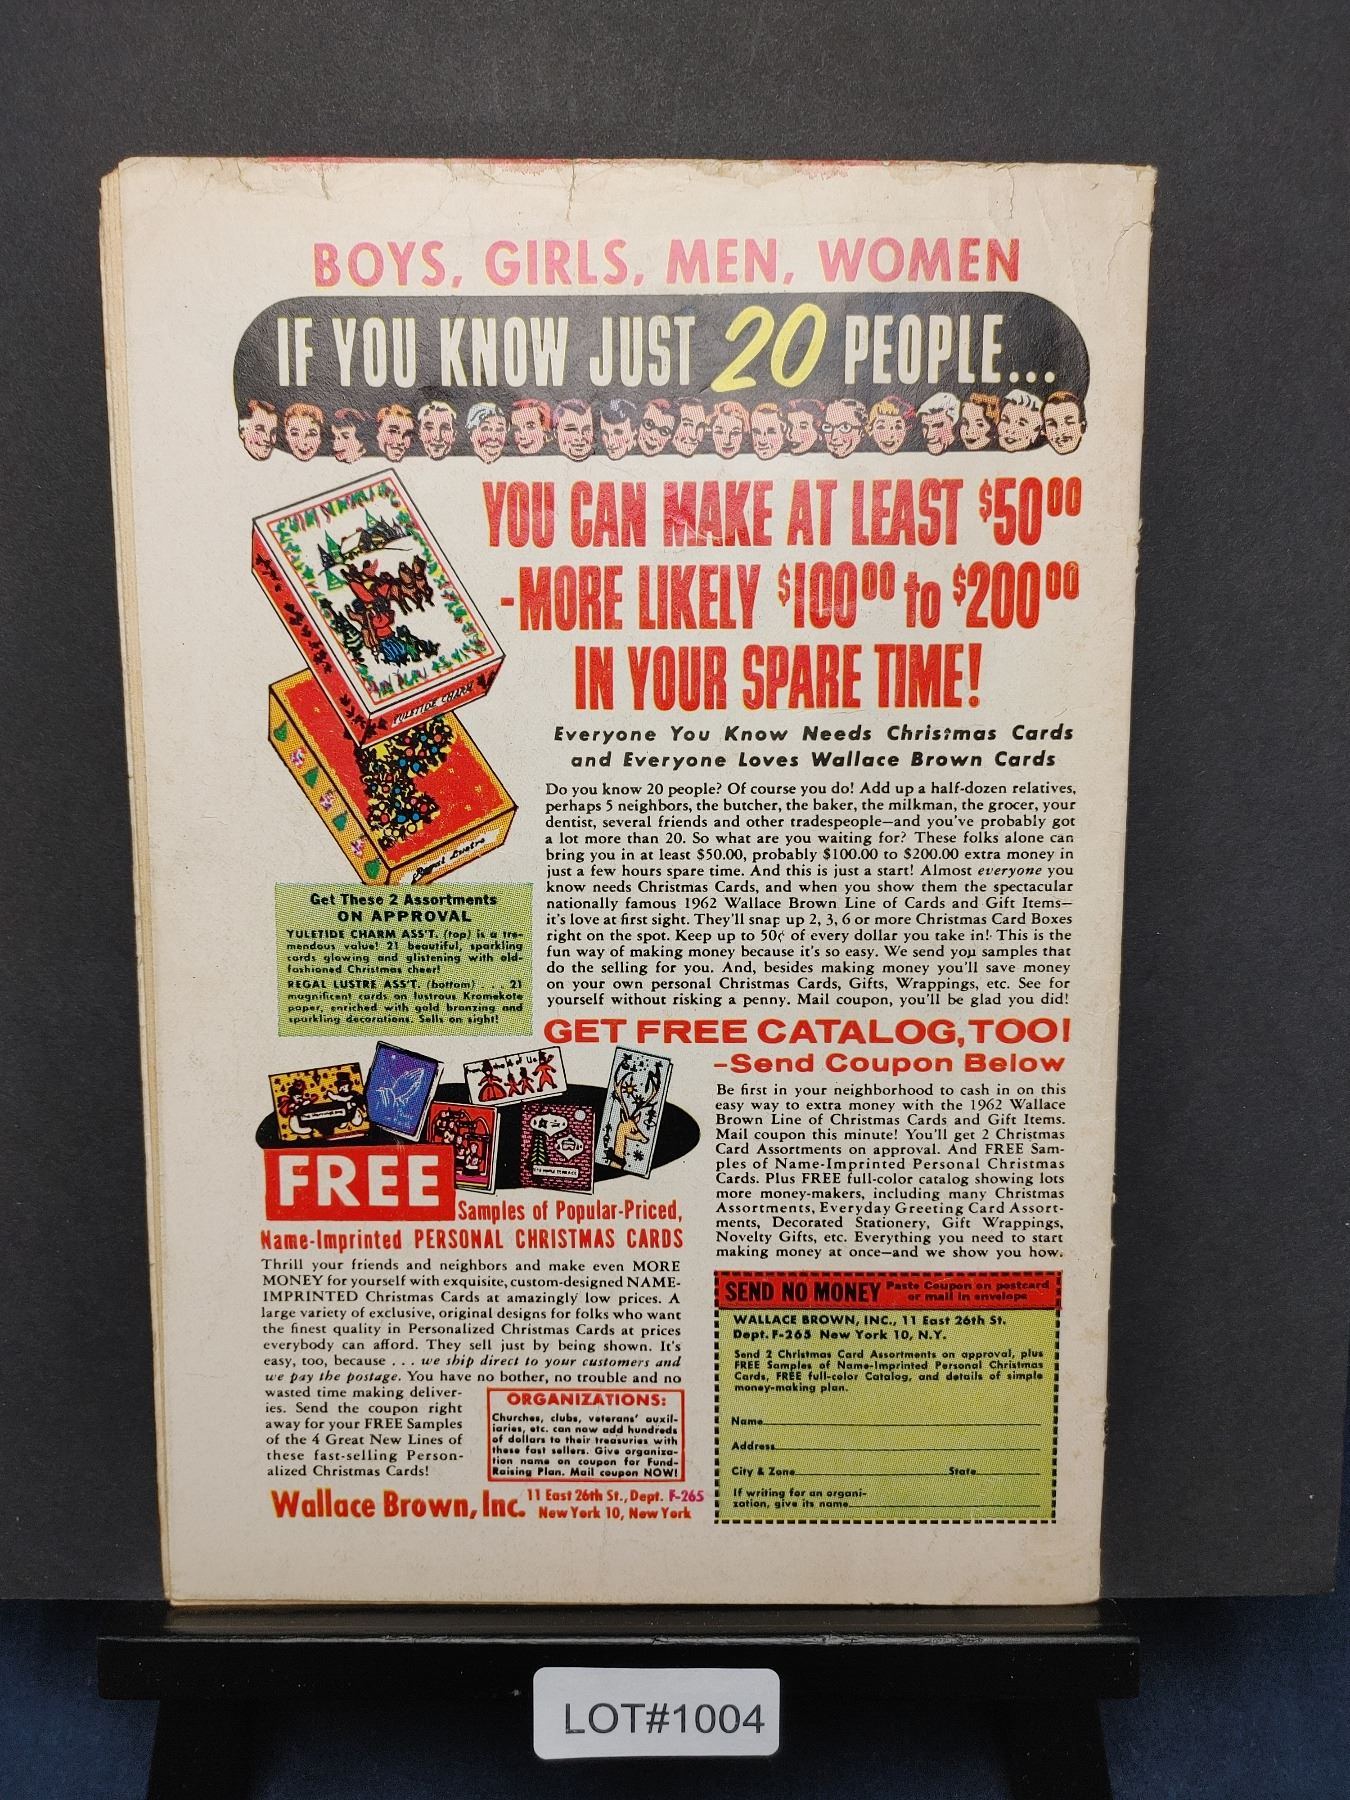 BOYS, GIRLS, MEN, WOMEN
IF YOU KNOW JUST 20 PEOPLE...
YOU CAN MAKE AT LEAST $50 00
-MORE LIKELY $100 00 to $200 00
IN YOUR SPARE TIME!
YULETIDE CHARM
Regal Lustre
Everyone You Know Needs Christmas Cards
and Everyone Loves Wallace Brown Cards
Do you know 20 people? Of course you do! Add up a half-dozen relatives,
perhaps 5 neighbors, the butcher, the baker, the milkman, the grocer, your
dentist, several friends and other tradespeople—and you've probably got
a lot more than 20. So what are you waiting for? These folks alone can
bring you in at least $50.00, probably $100.00 to $200.00 extra money in
just a few hours spare time. And this is just a start! Almost everyone you
know needs Christmas Cards, and when you show them the spectacular
nationally famous 1962 Wallace Brown Line of Cards and Gift Items—
it's love at first sight. They'll snap up 2, 3, 6 or more Christmas Card Boxes
right on the spot. Keep up to 50¢ of every dollar you take in! This is the
fun way of making money because it's so easy. We send you samples that
do the selling for you. And, besides making money you'll save money
on your own personal Christmas Cards, Gifts, Wrappings, etc. See for
yourself without risking a penny. Mail coupon, you'll be glad you did!
Get These 2 Assortments
ON APPROVAL
YULETIDE CHARM ASS'T. (top) is a tre-
mendous value! 21 beautiful, sparkling
cards glowing and glistening with old-
fashioned Christmas cheer!
REGAL LUSTRE ASS'T. (bottom) . . . 21
magnificent cards on lustrous Kromekote
paper, enriched with gold bronzing and
sparkling decorations. Sells on sight!
GET FREE CATALOG, TOO!
-Send Coupon Below
Be first in your neighborhood to cash in on this
easy way to extra money with the 1962 Wallace
Brown Line of Christmas Cards and Gift Items.
Mail coupon this minute! You'll get 2 Christmas
Card Assortments on approval. And FREE Sam-
ples of Name-Imprinted Personal Christmas
Cards. Plus FREE full-color catalog showing lots
more money-makers, including many Christmas
Assortments, Everyday Greeting Card Assort-
ments, Decorated Stationery, Gift Wrappings,
Novelty Gifts, etc. Everything you need to start
making money at once—and we show you how.
FREE Samples of Popular-Priced,
Name-Imprinted PERSONAL CHRISTMAS CARDS
Thrill your friends and neighbors and make even MORE
MONEY for yourself with exquisite, custom-designed NAME-
IMPRINTED Christmas Cards at amazingly low prices. A
large variety of exclusive, original designs for folks who want
the finest quality in Personalized Christmas Cards at prices
everybody can afford. They sell just by being shown. It's
easy, too, because . . . we ship direct to your customers and
we pay the postage. You have no bother, no trouble and no
wasted time making deliver-
ies. Send the coupon right
away for your FREE Samples
of the 4 Great New Lines of
these fast-selling Person-
alized Christmas Cards!
ORGANIZATIONS:
Churches, clubs, veterans' auxil-
iaries, etc. can now add hundreds
of dollars to their treasuries with
these fast sellers. Give organiza-
tion name on coupon for Fund-
Raising Plan. Mail coupon NOW!
Wallace Brown, Inc. 11 East 26th St., Dept. F-265
New York 10, New York
SEND NO MONEY Paste Coupon on postcard
or mail in envelope
WALLACE BROWN, INC., 11 East 26th St.
Dept. F-265 New York 10, N.Y.
Send 2 Christmas Card Assortments on approval, plus
FREE Samples of Name-Imprinted Personal Christmas
Cards, FREE full-color Catalog, and details of simple
money-making plan.
Name
Address
City & Zone State
If writing for an organi-
zation, give its name
LOT#1004